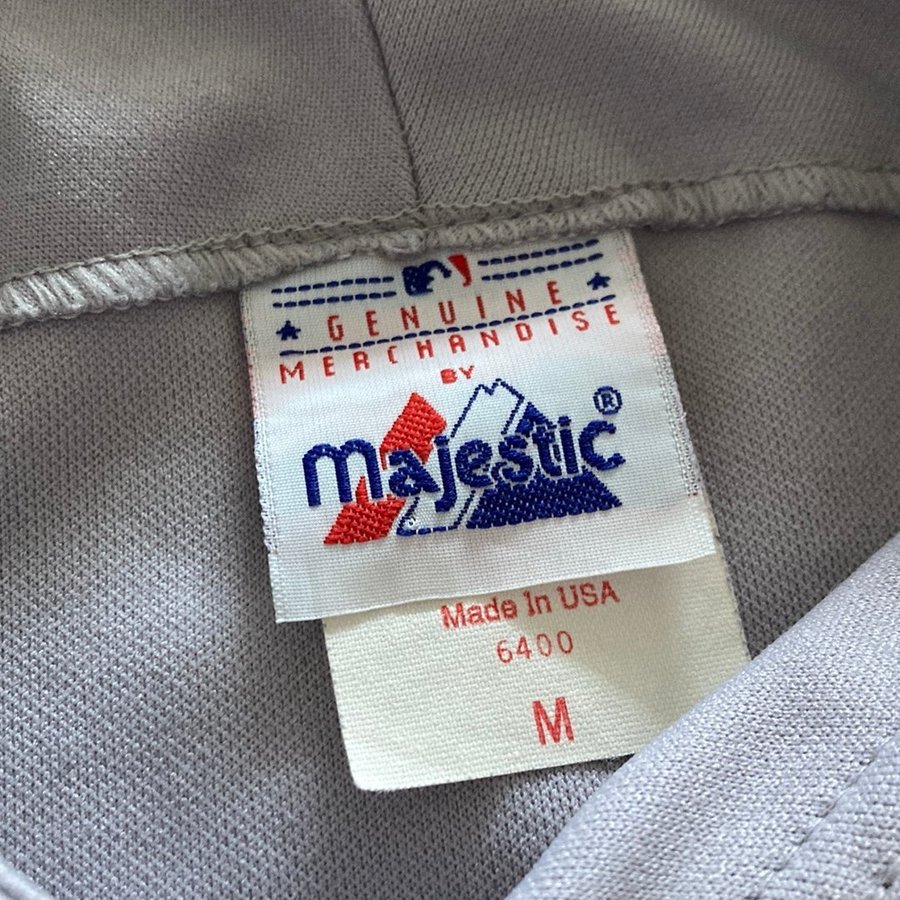 GENUINE
MERCHANDISE
BY
majestic®
Made In USA
6400
M